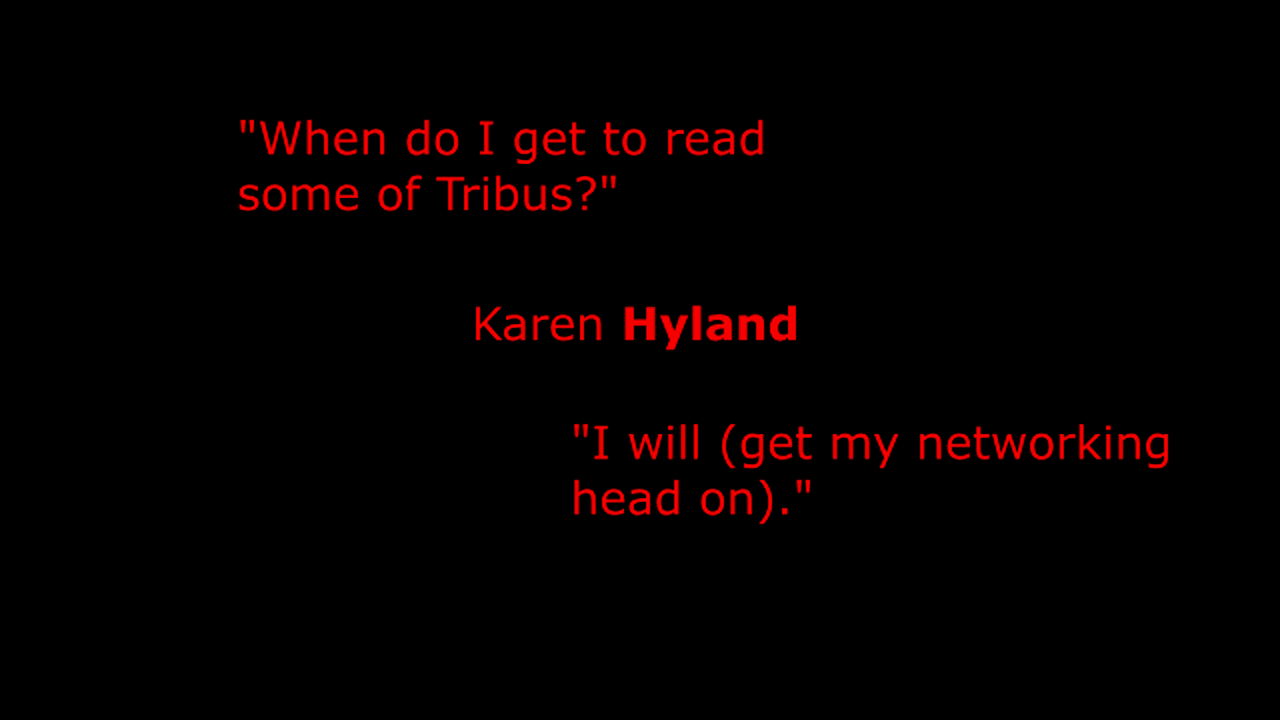 "When do I get to read
some of Tribus?"
Karen Hyland
"I will (get my networking
head on)."